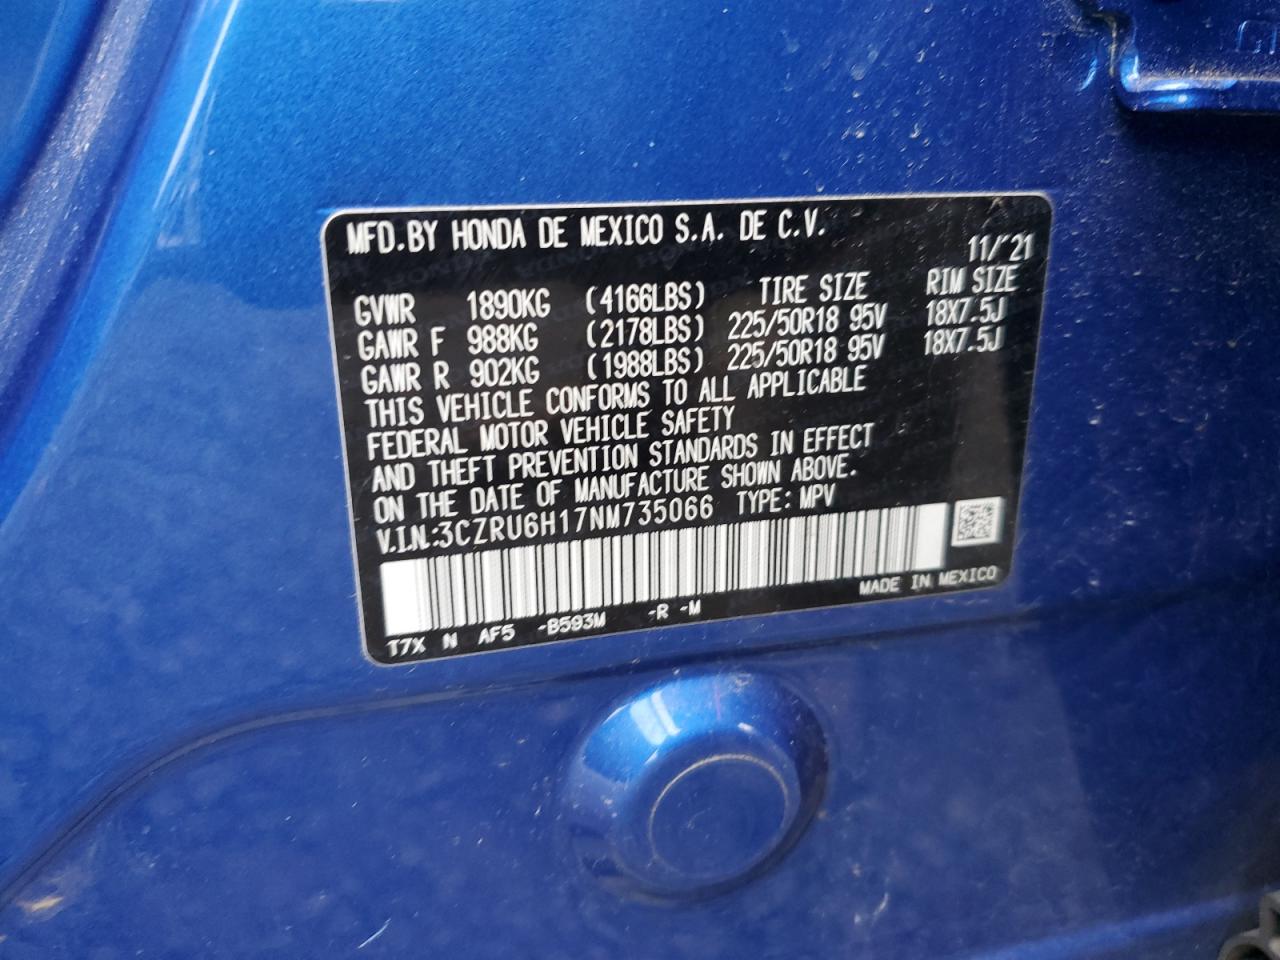 MFD.BY HONDA DE MEXICO S.A. DE C.V.
11/'21
GVWR 1890KG (4166LBS) TIRE SIZE RIM SIZE
GAWR F 988KG (2178LBS) 225/50R18 95V 18X7.5J
GAWR R 902KG (1988LBS) 225/50R18 95V 18X7.5J
THIS VEHICLE CONFORMS TO ALL APPLICABLE
FEDERAL MOTOR VEHICLE SAFETY
AND THEFT PREVENTION STANDARDS IN EFFECT
ON THE DATE OF MANUFACTURE SHOWN ABOVE.
V.I.N.:3CZRU6H17NM735066 TYPE: MPV
MADE IN MEXICO
T7X N AF5 -B593M -R -M